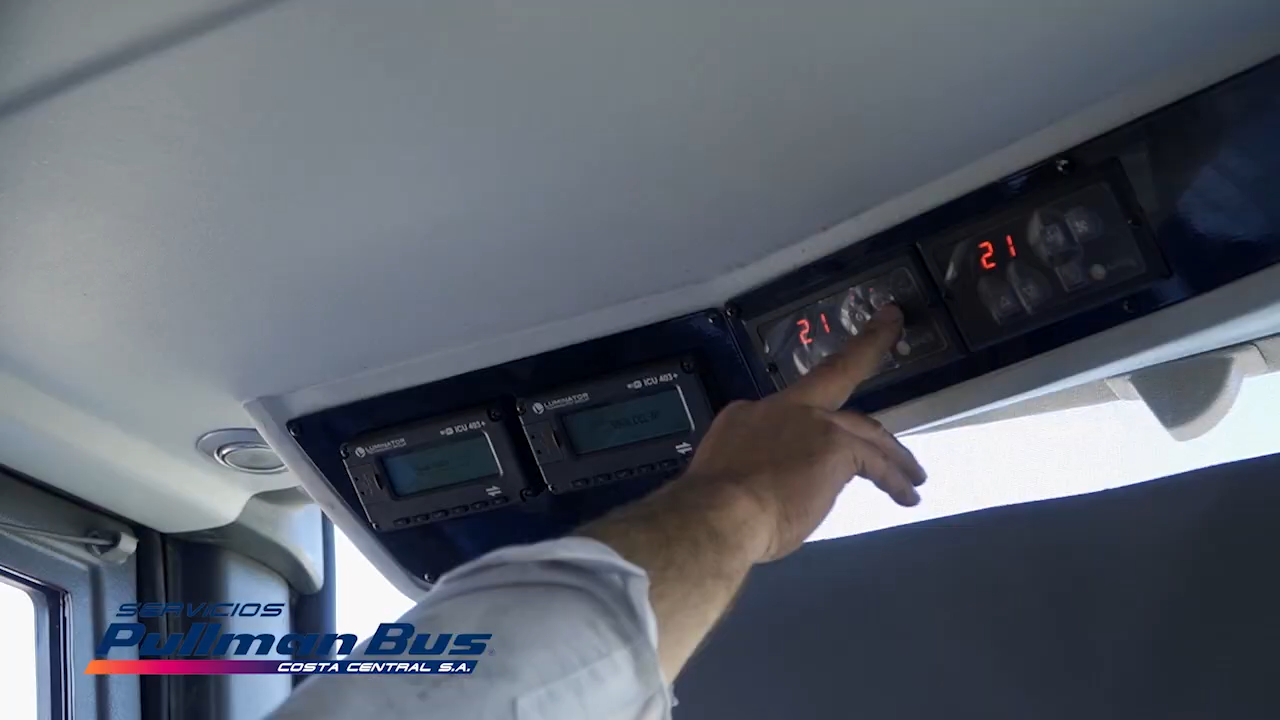 21
21
LUMINATOR
ICU 403+
LUMINATOR
ICU 403+
SERVICIOS
Pullman Bus
COSTA CENTRAL S.A.